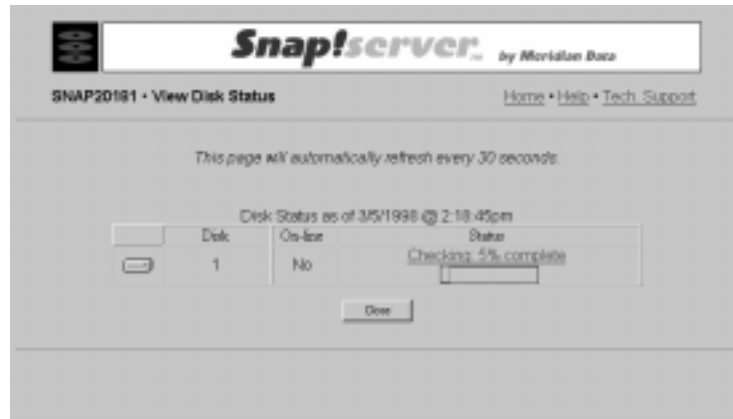 Snap!server™ by Meridian Data
SNAP20181 • View Disk Status
Home • Help • Tech. Support
This page will automatically refresh every 30 seconds.
Disk Status as of 3/5/1998 @ 2:18:45pm
Disk On-line Status
1 No Checking: 5% complete
Close